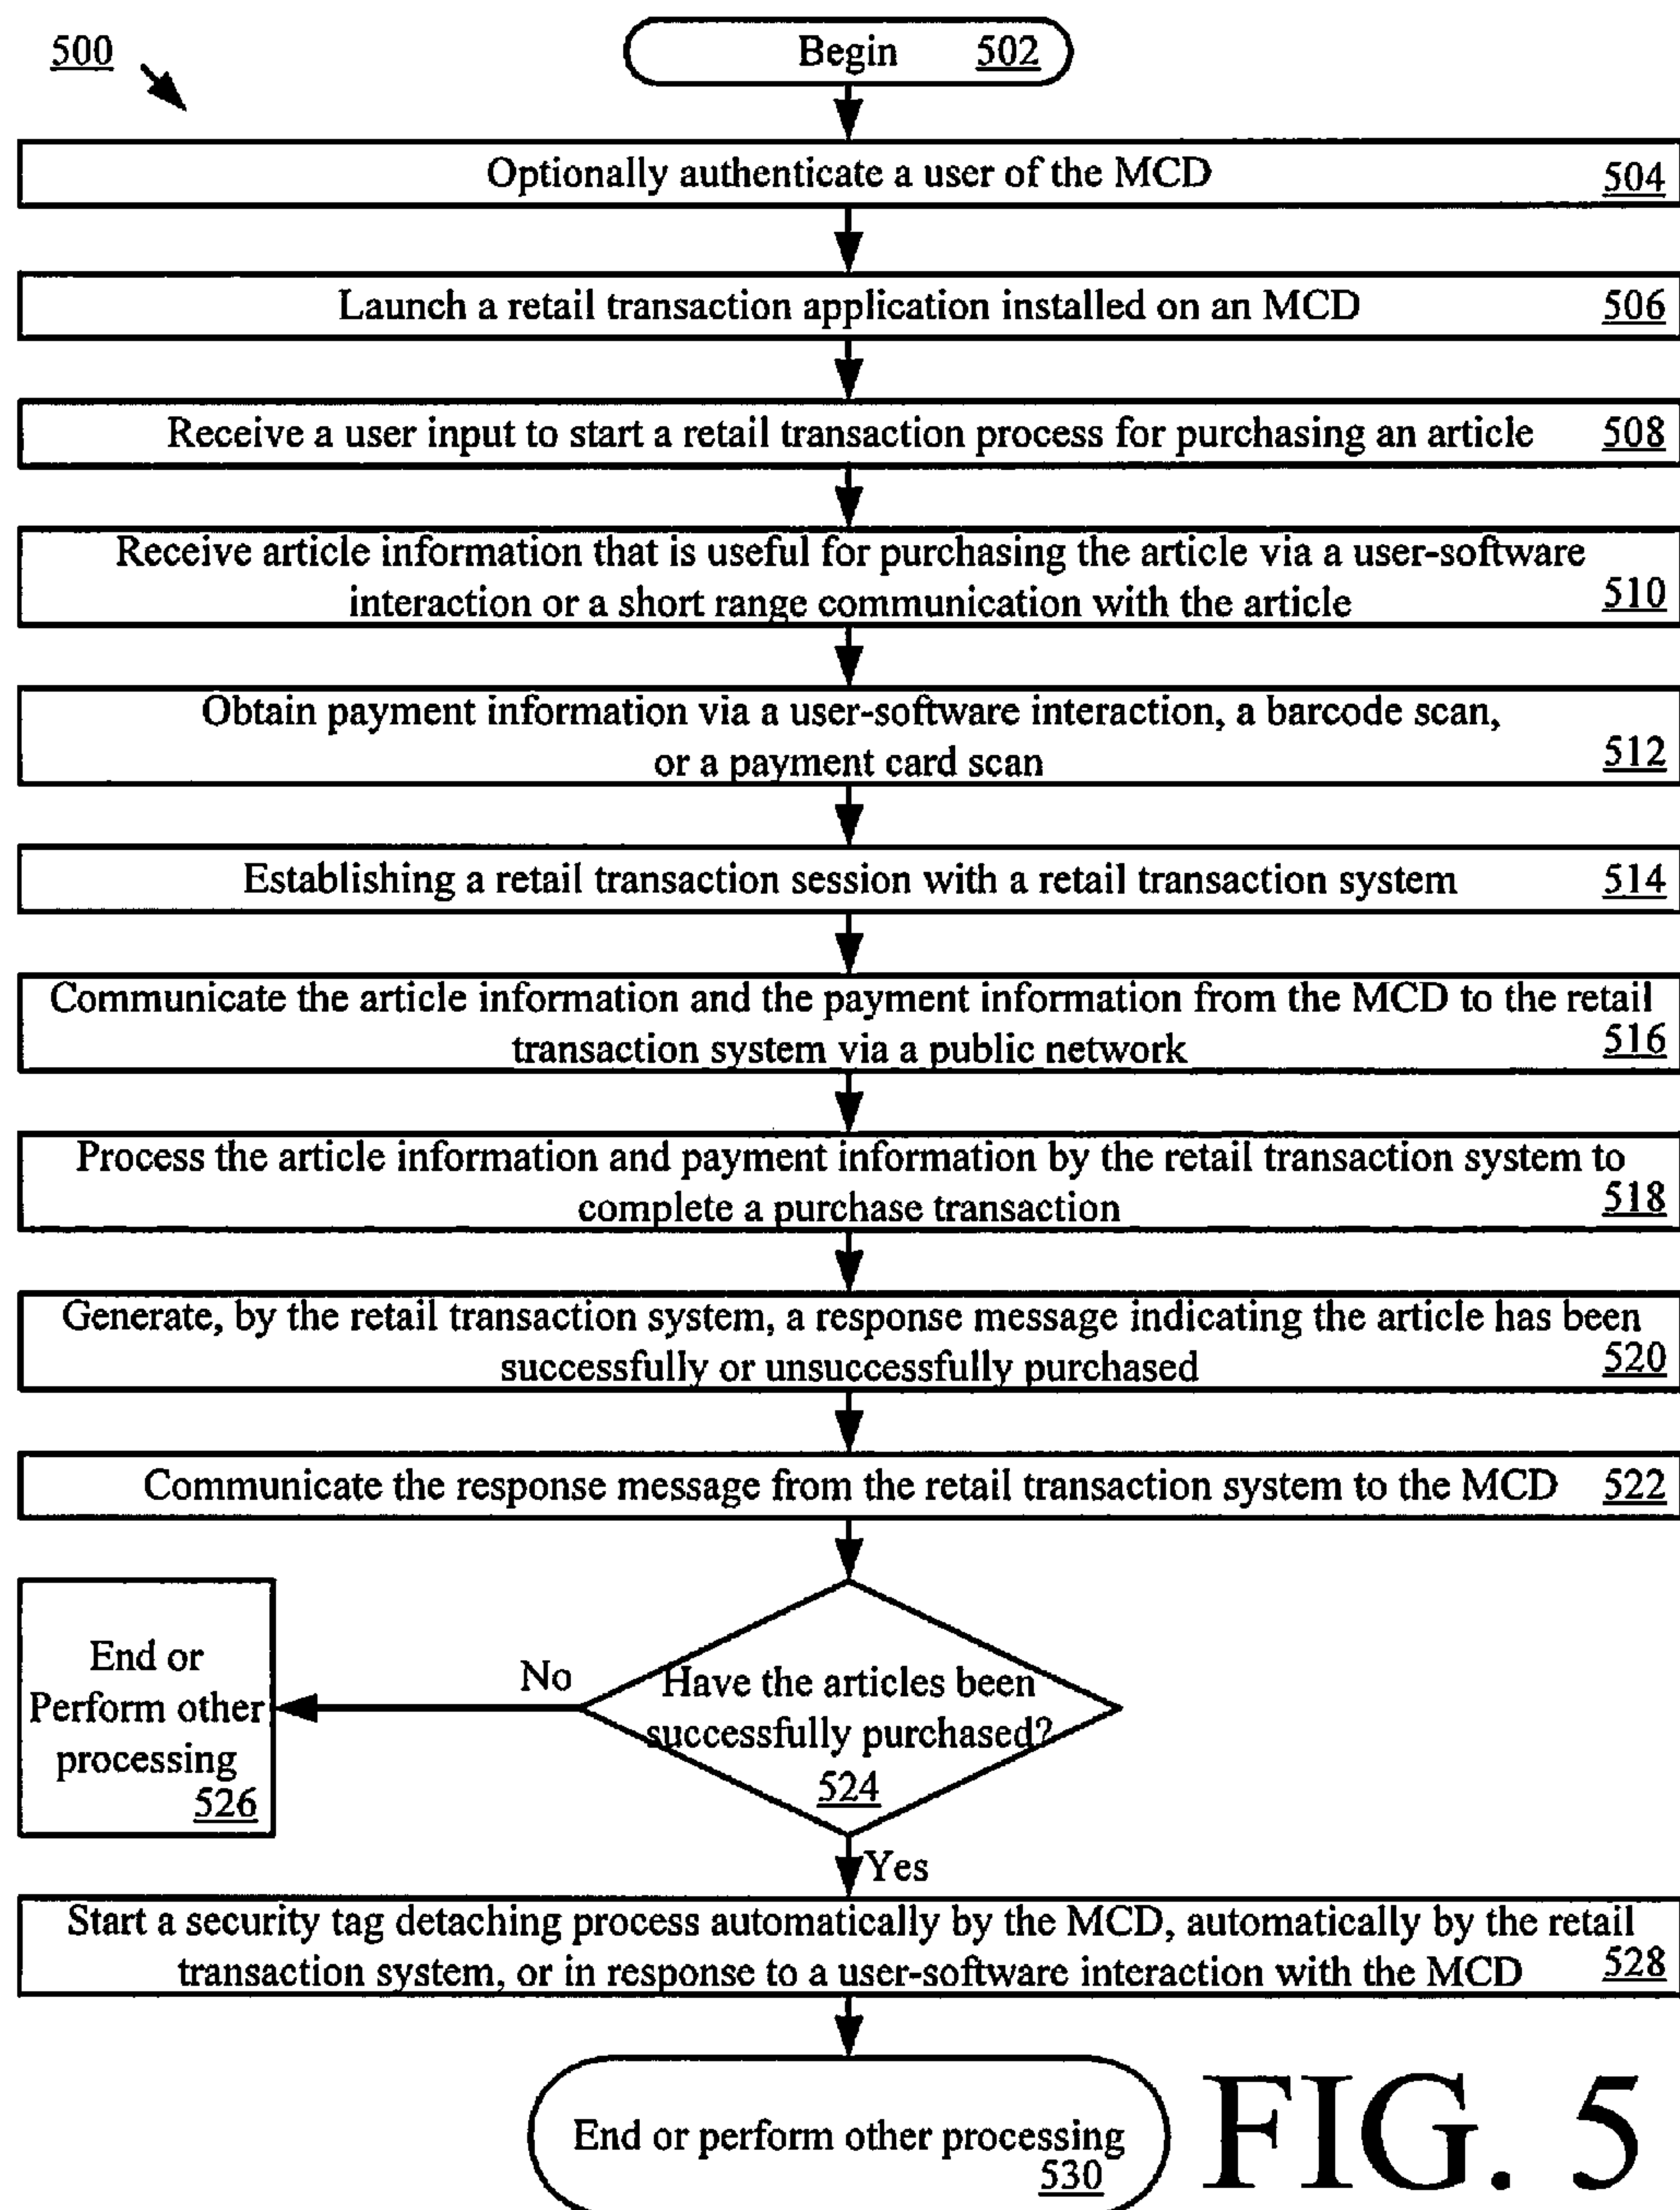 500
Begin 502
Optionally authenticate a user of the MCD 504
Launch a retail transaction application installed on an MCD 506
Receive a user input to start a retail transaction process for purchasing an article 508
Receive article information that is useful for purchasing the article via a user-software
interaction or a short range communication with the article 510
Obtain payment information via a user-software interaction, a barcode scan,
or a payment card scan 512
Establishing a retail transaction session with a retail transaction system 514
Communicate the article information and the payment information from the MCD to the retail
transaction system via a public network 516
Process the article information and payment information by the retail transaction system to
complete a purchase transaction 518
Generate, by the retail transaction system, a response message indicating the article has been
successfully or unsuccessfully purchased 520
Communicate the response message from the retail transaction system to the MCD 522
End or
Perform other
processing
526
No
Have the articles been
successfully purchased?
524
Yes
Start a security tag detaching process automatically by the MCD, automatically by the retail
transaction system, or in response to a user-software interaction with the MCD 528
End or perform other processing
530
FIG. 5